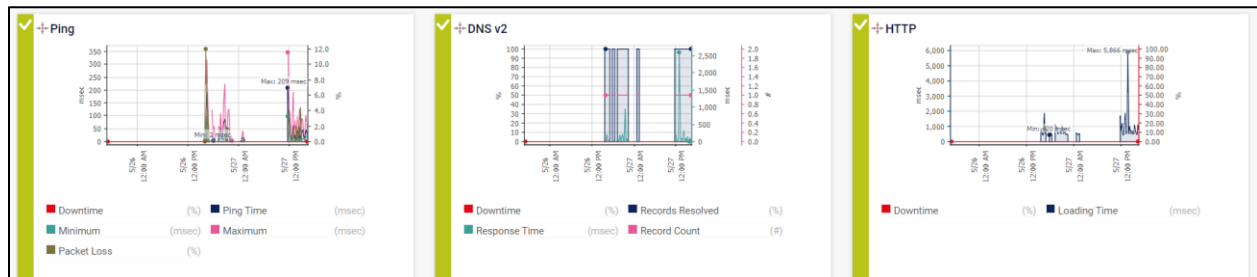 Ping
350
300
250
200
150
100
50
0
msec
12.0
10.0
8.0
6.0
4.0
2.0
0.0
%
Max: 209 msec
Min: 2 msec
5/26
12:00 AM
5/26
12:00 PM
5/27
12:00 AM
5/27
12:00 PM
Downtime (%) Ping Time (msec)
Minimum (msec) Maximum (msec)
Packet Loss (%)
DNS v2
100
90
80
70
60
50
40
30
20
10
0
%
2,500
2,000
1,500
1,000
500
0
msec
2.0
1.8
1.6
1.4
1.2
1.0
0.8
0.6
0.4
0.2
0.0
#
5/26
12:00 AM
5/26
12:00 PM
5/27
12:00 AM
5/27
12:00 PM
Downtime (%) Records Resolved (%)
Response Time (msec) Record Count (#)
HTTP
6,000
5,000
4,000
3,000
2,000
1,000
0
msec
100.00
90.00
80.00
70.00
60.00
50.00
40.00
30.00
20.00
10.00
0.00
%
Max: 5,866 msec
Min: msec
5/26
12:00 AM
5/26
12:00 PM
5/27
12:00 AM
5/27
12:00 PM
Downtime (%) Loading Time (msec)